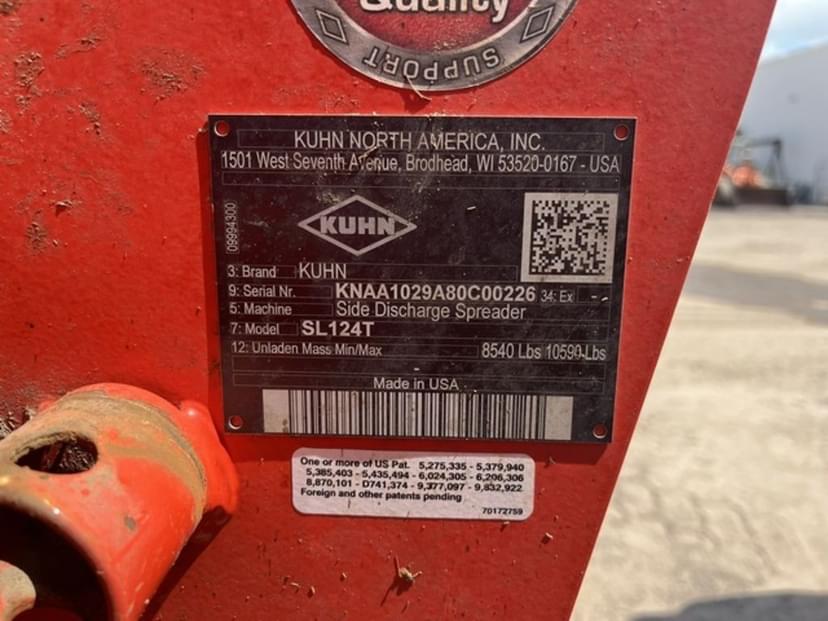 Quality
SUPPORT
KUHN NORTH AMERICA, INC.
1501 West Seventh Avenue, Brodhead, WI 53520-0167 - USA
09994300
KUHN
3: Brand KUHN
9: Serial Nr. KNAA1029A80C00226 34: Ex --
5: Machine Side Discharge Spreader
7: Model SL124T
12: Unladen Mass Min/Max 8540 Lbs 10590 Lbs
Made in USA
One or more of US Pat. 5,275,335 - 5,379,940
5,385,403 - 5,435,494 - 6,024,305 - 6,206,306
8,870,101 - D741,374 - 9,377,097 - 9,832,922
Foreign and other patents pending
70172759